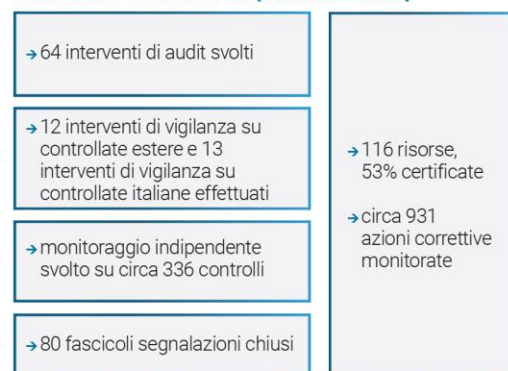 → 64 interventi di audit svolti
→ 12 interventi di vigilanza su
controllate estere e 13
interventi di vigilanza su
controllate italiane effettuati
→ monitoraggio indipendente
svolto su circa 336 controlli
→ 80 fascicoli segnalazioni chiusi
→ 116 risorse,
53% certificate
→ circa 931
azioni correttive
monitorate